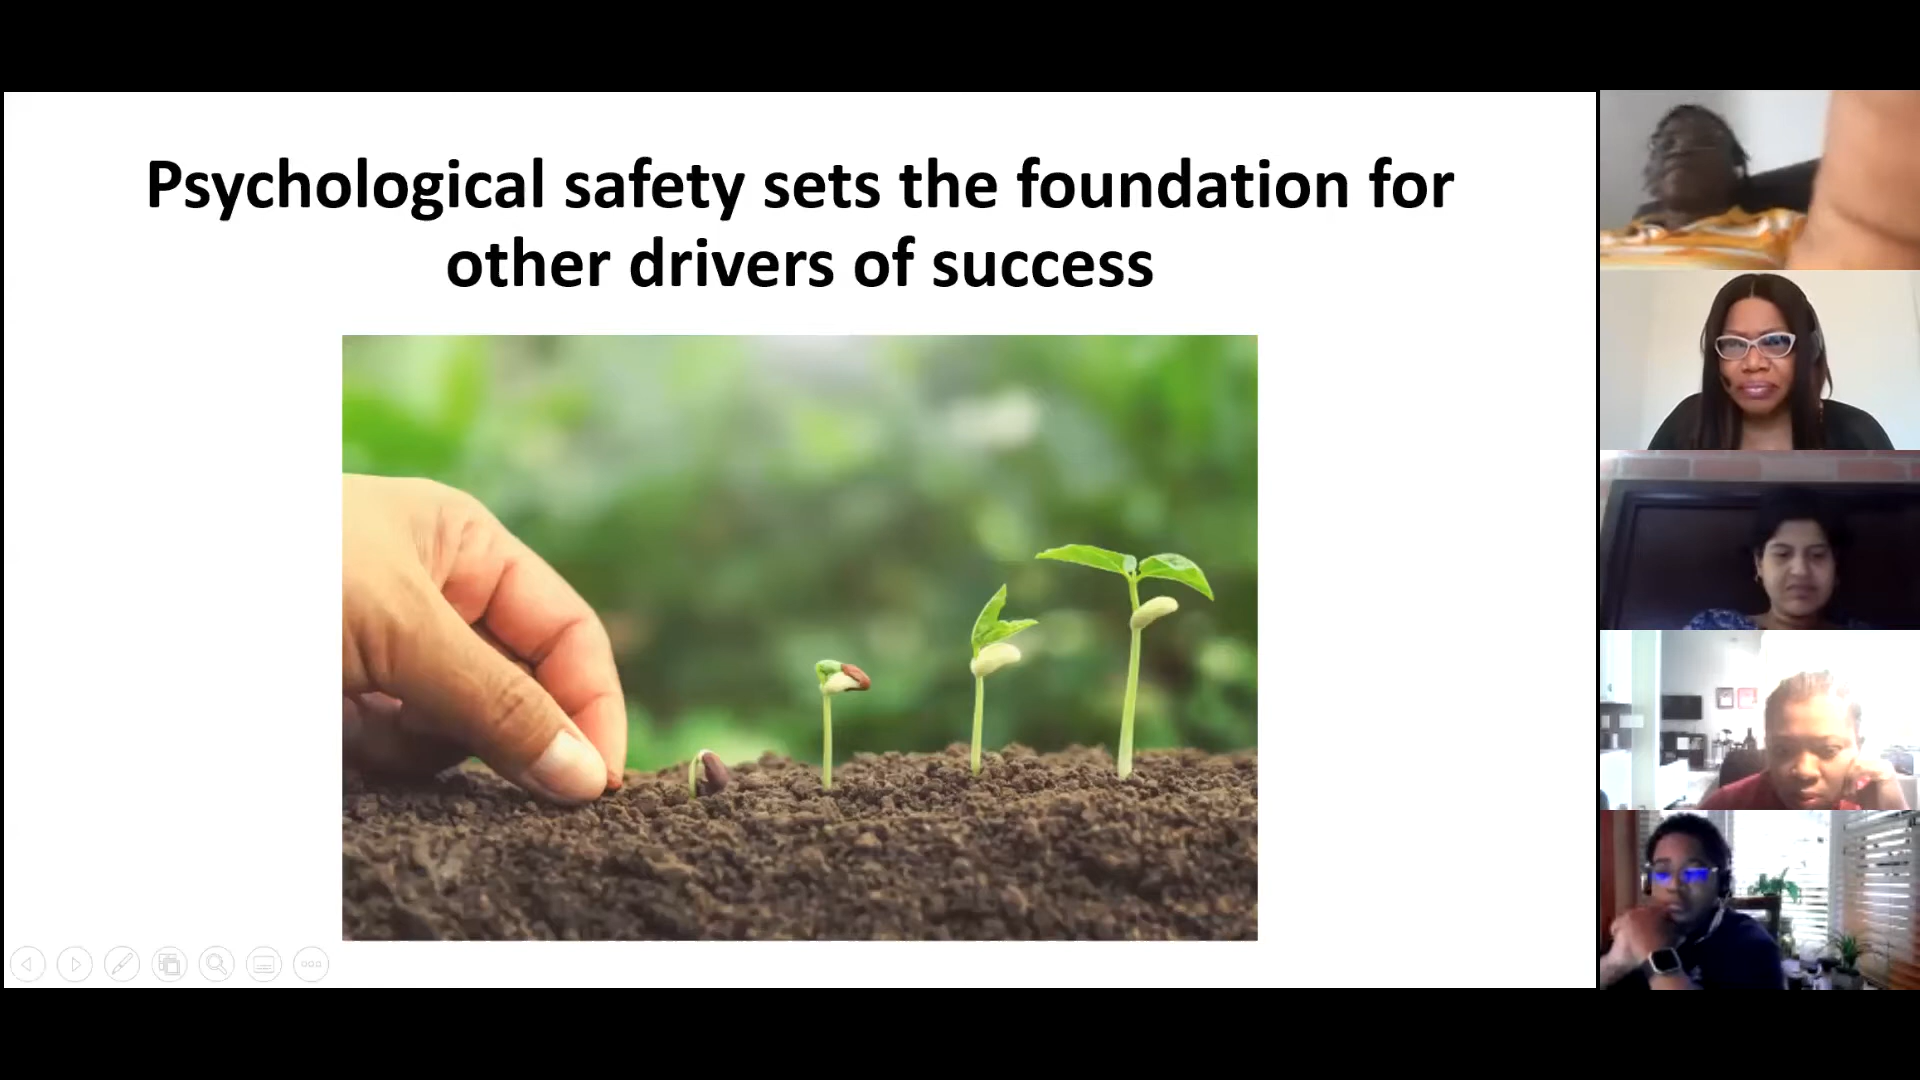 Psychological safety sets the foundation for
other drivers of success